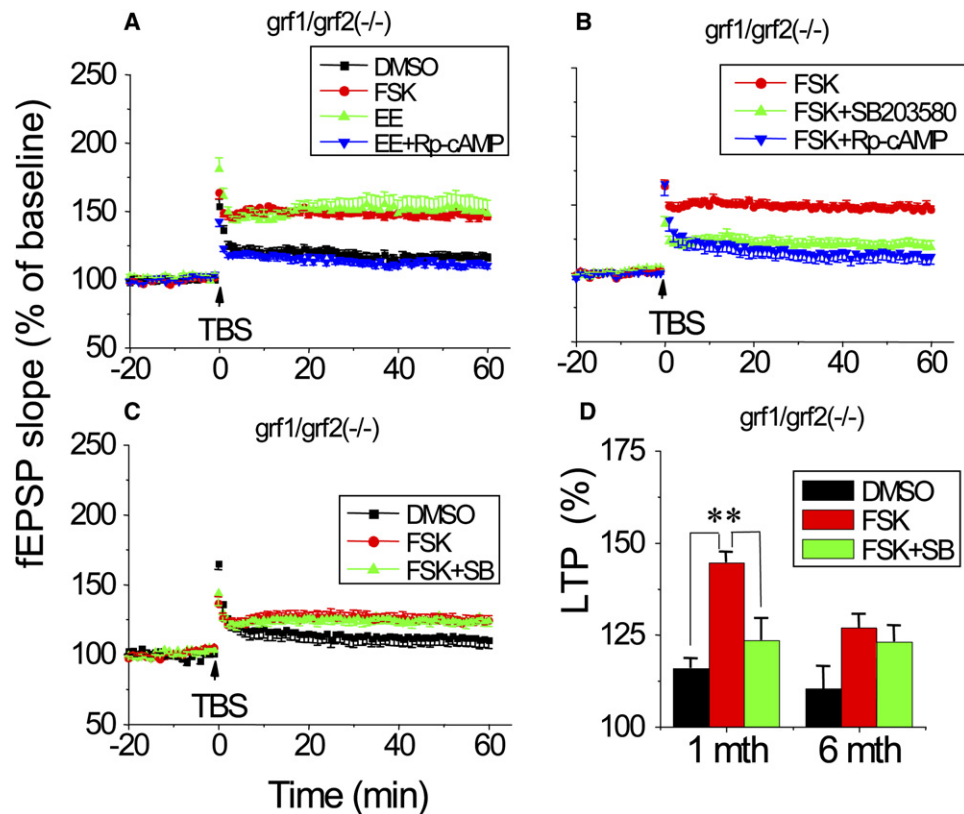 A
grf1/grf2(-/-)
DMSO
FSK
EE
EE+Rp-cAMP
250
200
150
100
50
TBS
-20 0 20 40 60
B
grf1/grf2(-/-)
FSK
FSK+SB203580
FSK+Rp-cAMP
TBS
-20 0 20 40 60
fEPSP slope (% of baseline)
C
grf1/grf2(-/-)
DMSO
FSK
FSK+SB
250
200
150
100
50
TBS
-20 0 20 40 60
Time (min)
D
grf1/grf2(-/-)
DMSO
FSK
FSK+SB
**
LTP (%)
175
150
125
100
1 mth 6 mth